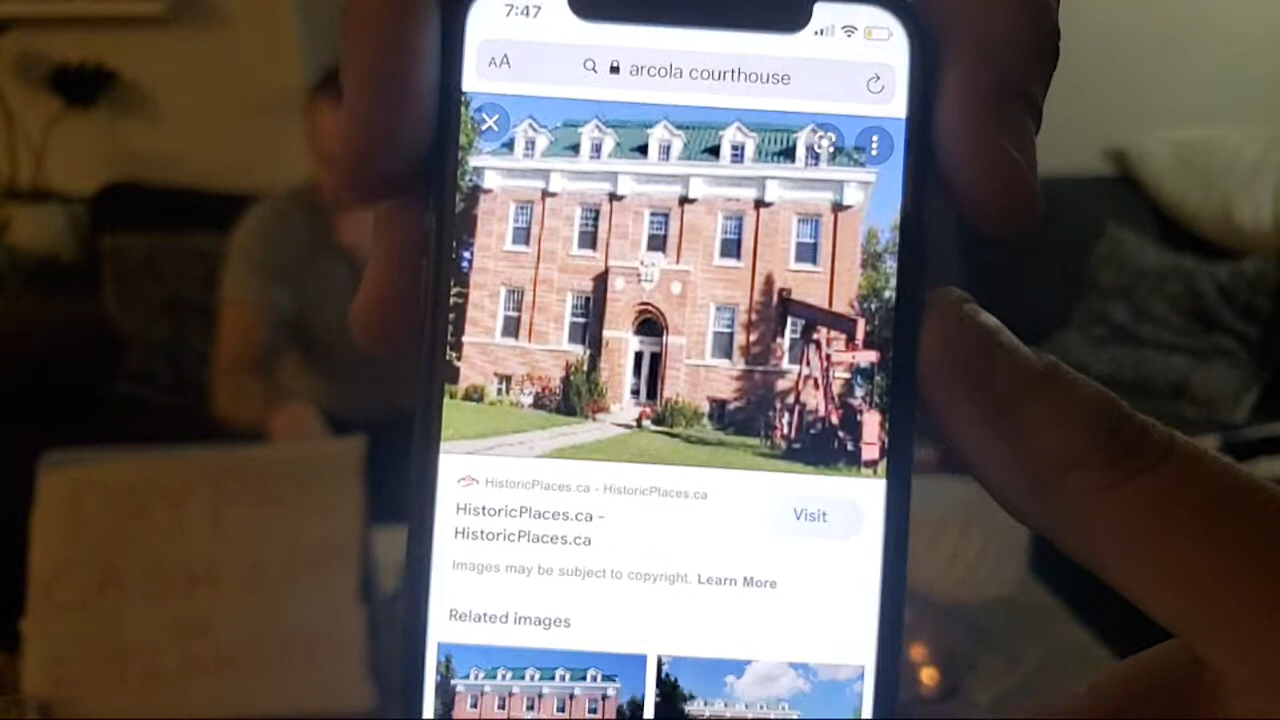 7:47
AA arcola courthouse
HistoricPlaces.ca - HistoricPlaces.ca
HistoricPlaces.ca -
HistoricPlaces.ca
Visit
Images may be subject to copyright. Learn More
Related images